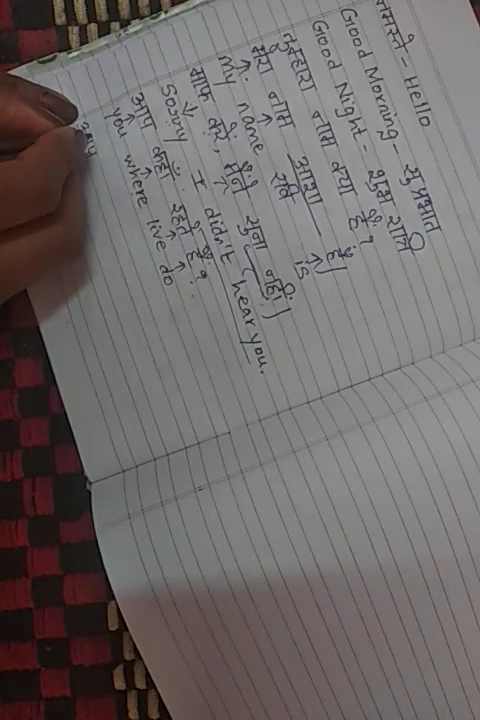 नमस्ते - Hello
Good Morning - सुप्रभात
Good Night - शुभ रात्रि
तुम्हारा नाम क्या है?
मेरा नाम आशा है।
My name रवि is
माफ करें, मैंने सुना नहीं।
Sorry I didn't hear you.
आप कहाँ रहते हैं?
you where live do